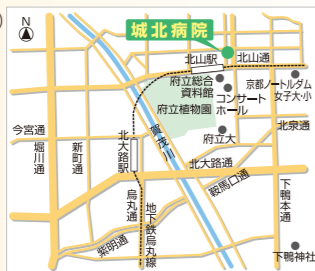 N
城北病院
北山駅
北山通
府立総合
資料館
コンサート
ホール
京都ノートルダム
女子大・小
府立植物園
今宮通
堀川通
新町通
北大路駅
賀茂川
府立大
北泉通
北大路通
鞍馬口通
烏丸通
地下鉄烏丸線
紫明通
下鴨本通
下鴨神社